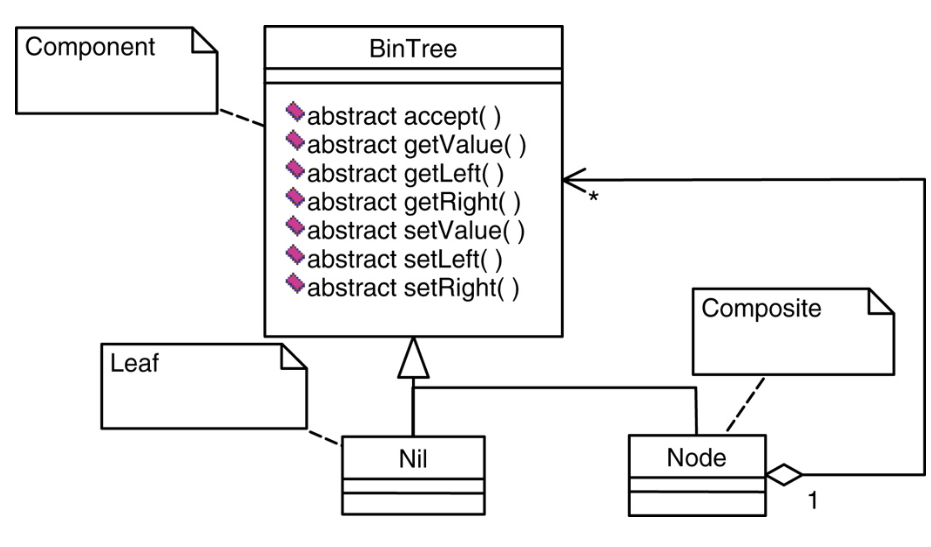 Component
BinTree
abstract accept( )
abstract getValue( )
abstract getLeft( )
abstract getRight( )
abstract setValue( )
abstract setLeft( )
abstract setRight( )
*
Composite
Leaf
Nil
Node
1